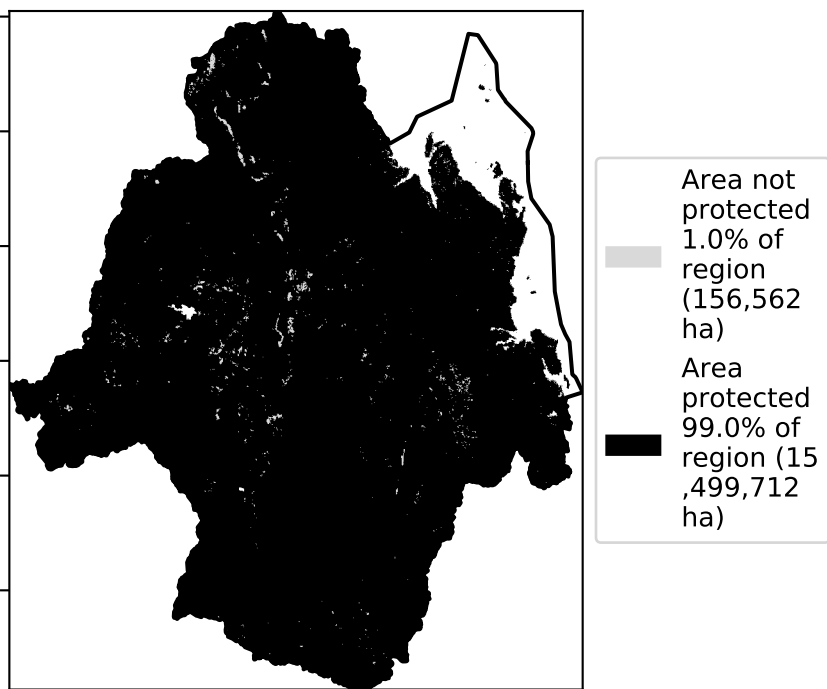 Area not
protected
1.0% of
region
(156,562
ha)
Area
protected
99.0% of
region (15
,499,712
ha)